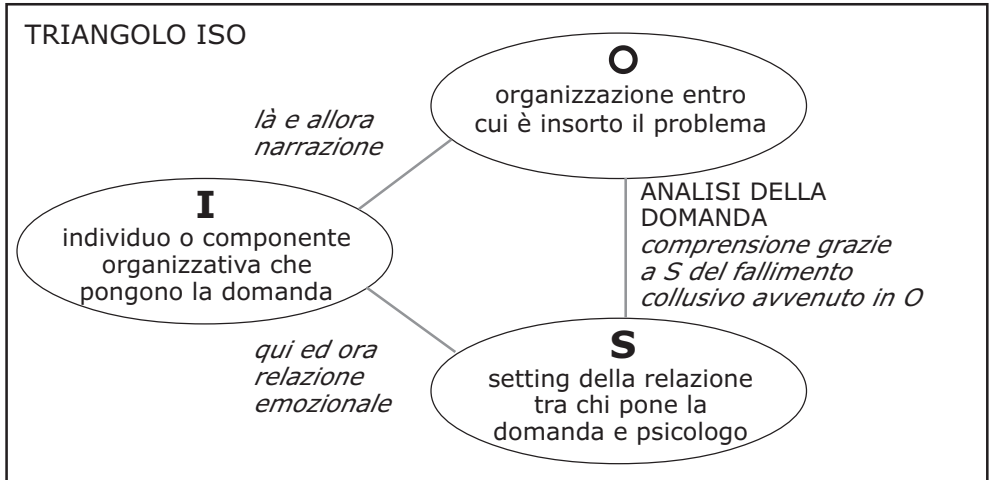 TRIANGOLO ISO
O
organizzazione entro
cui è insorto il problema
là e allora
narrazione
I
individuo o componente
organizzativa che
pongono la domanda
ANALISI DELLA
DOMANDA
comprensione grazie
a S del fallimento
collusivo avvenuto in O
qui ed ora
relazione
emozionale
S
setting della relazione
tra chi pone la
domanda e psicologo